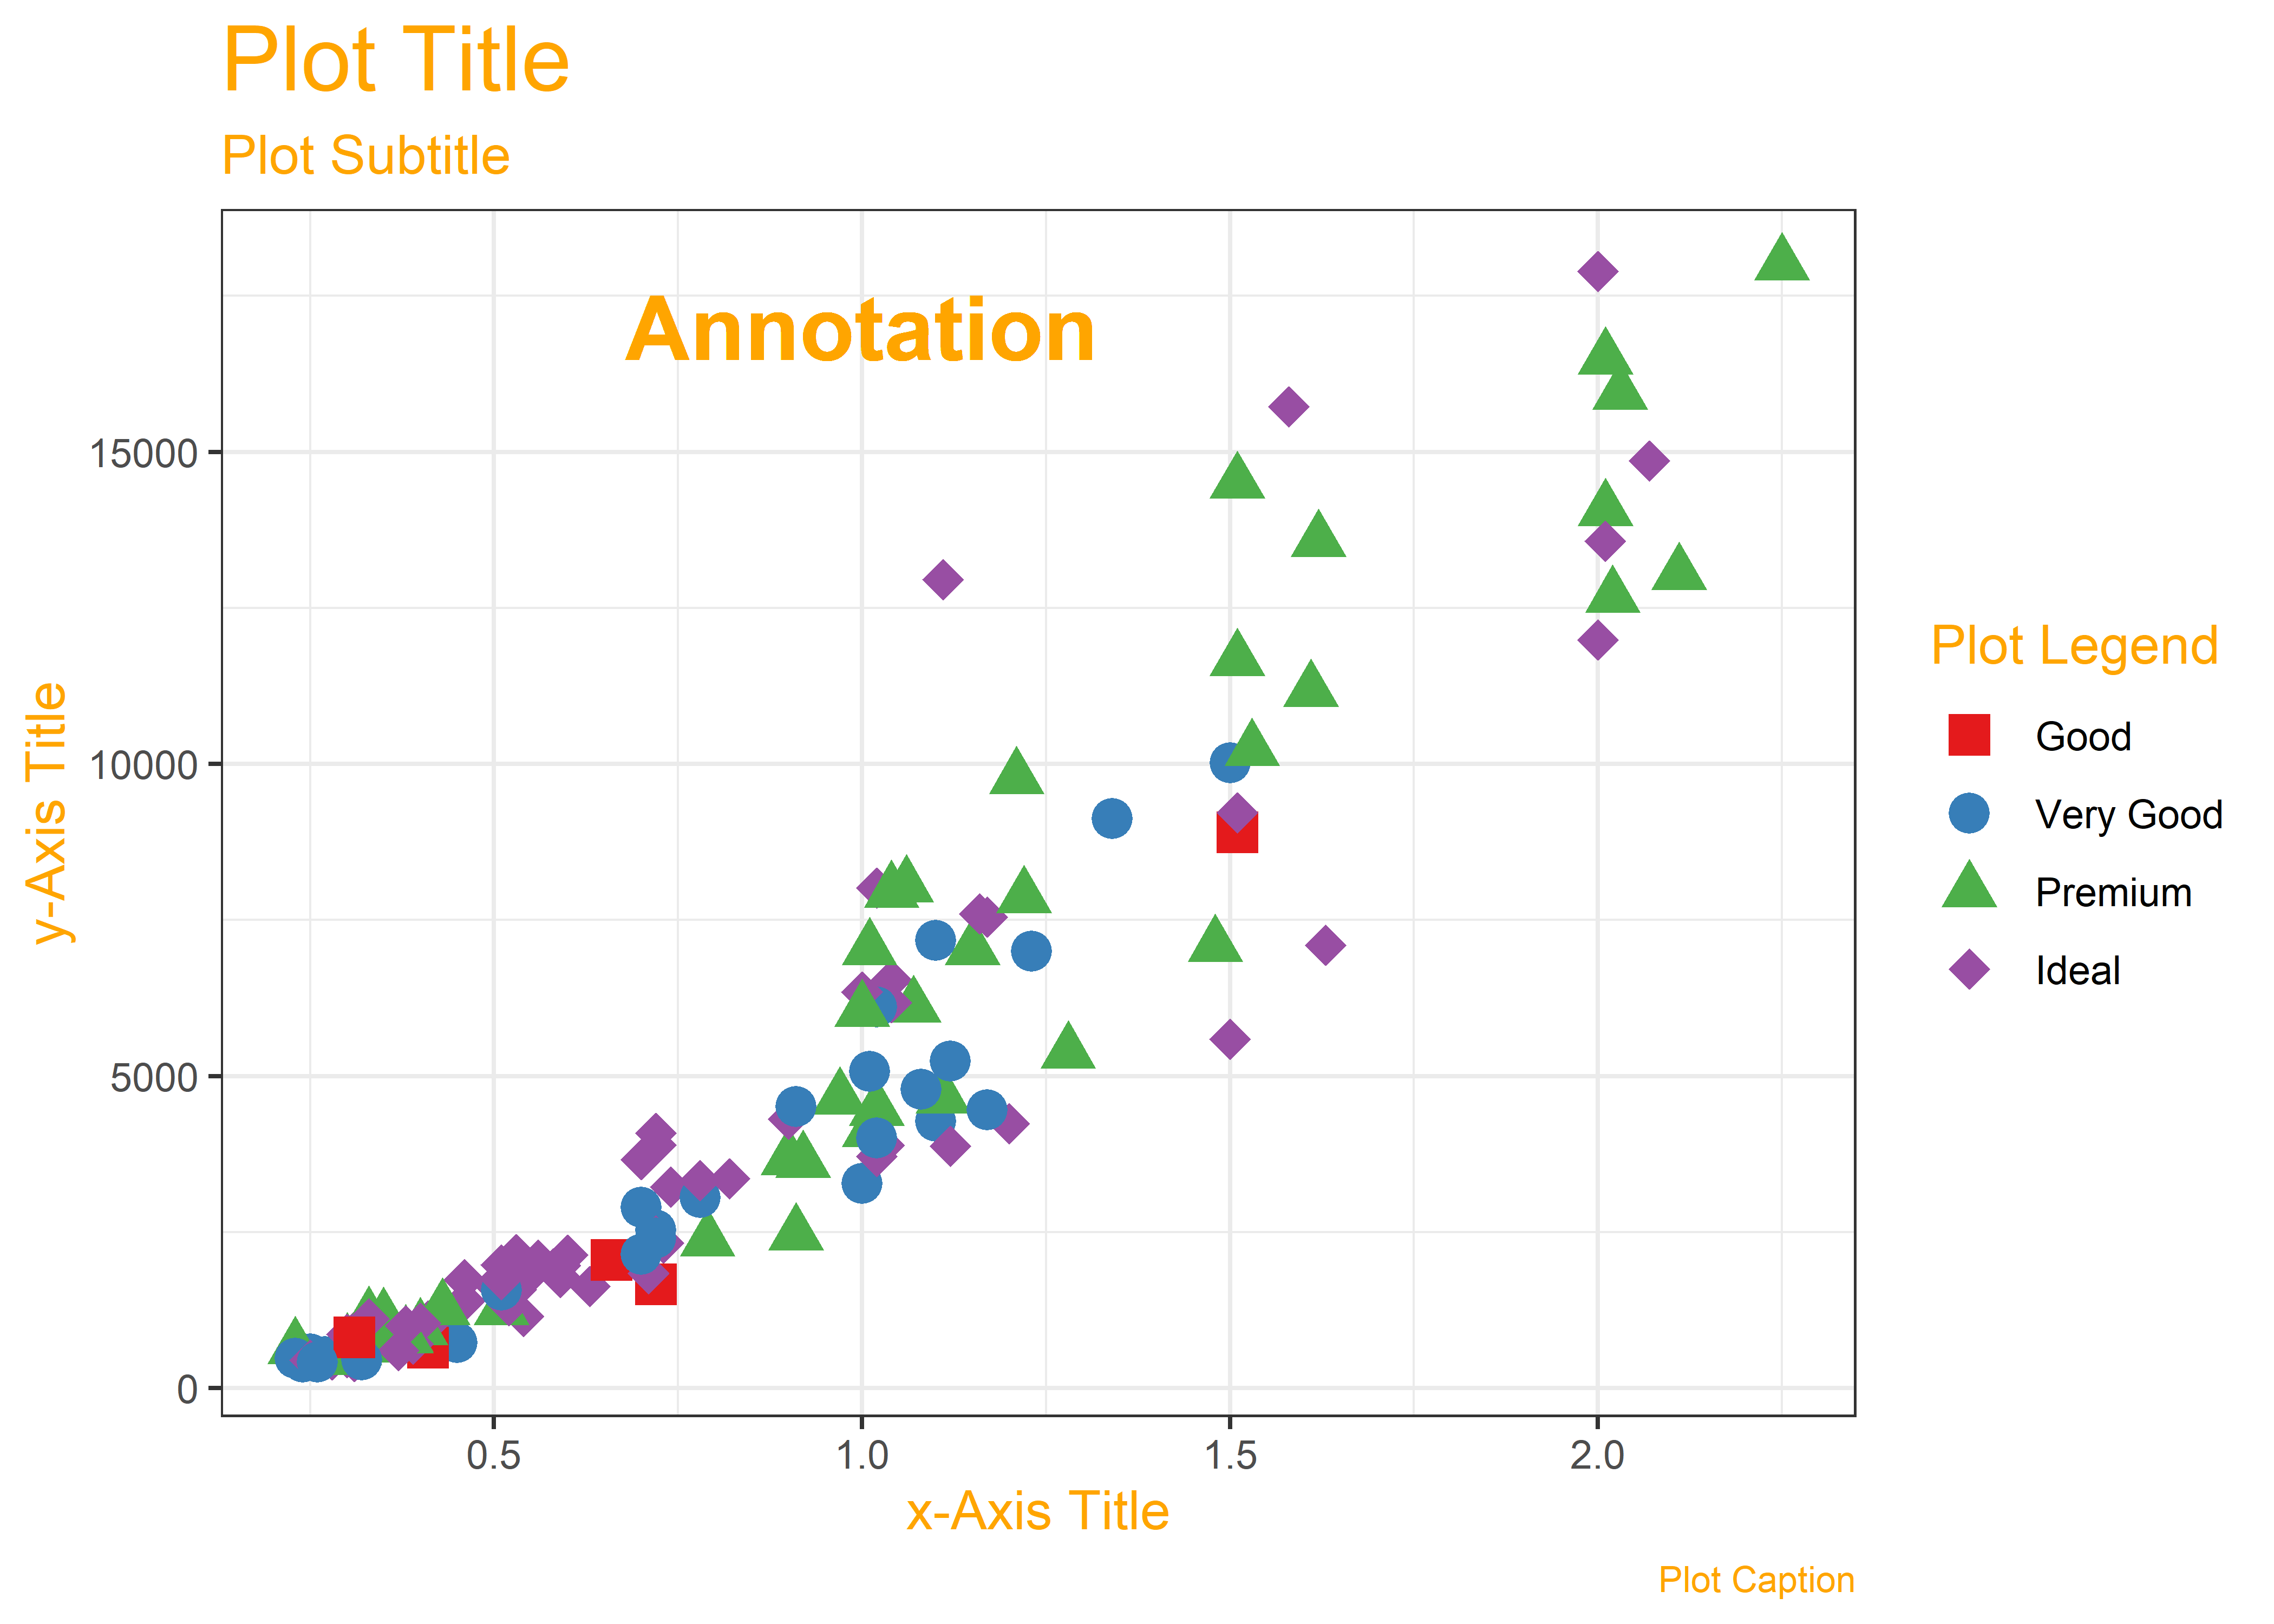 Plot Title
Plot Subtitle
Annotation
15000
10000
5000
0
y-Axis Title
0.5 1.0 1.5 2.0
x-Axis Title
Plot Legend
Good
Very Good
Premium
Ideal
Plot Caption